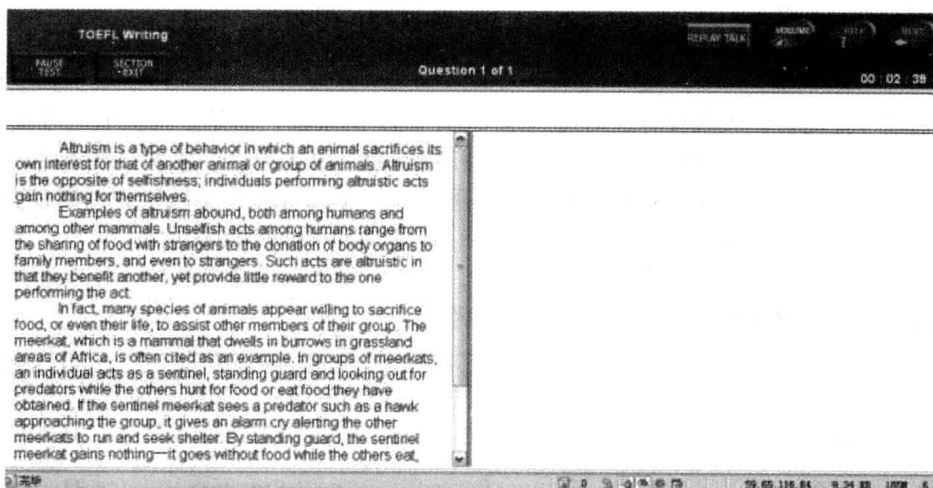 TOEFL Writing
REPLAY TALK
VOLUME
HELP
?
NEXT
PAUSE
TEST
SECTION
EXIT
Question 1 of 1
00 : 02 : 38
Altruism is a type of behavior in which an animal sacrifices its
own interest for that of another animal or group of animals. Altruism
is the opposite of selfishness; individuals performing altruistic acts
gain nothing for themselves.
Examples of altruism abound, both among humans and
among other mammals. Unselfish acts among humans range from
the sharing of food with strangers to the donation of body organs to
family members, and even to strangers. Such acts are altruistic in
that they benefit another, yet provide little reward to the one
performing the act.
In fact, many species of animals appear willing to sacrifice
food, or even their life, to assist other members of their group. The
meerkat, which is a mammal that dwells in burrows in grassland
areas of Africa, is often cited as an example. In groups of meerkats,
an individual acts as a sentinel, standing guard and looking out for
predators while the others hunt for food or eat food they have
obtained. If the sentinel meerkat sees a predator such as a hawk
approaching the group, it gives an alarm cry alerting the other
meerkats to run and seek shelter. By standing guard, the sentinel
meerkat gains nothing—it goes without food while the others eat,
完毕
0
59.65.116.84
9.34 KB